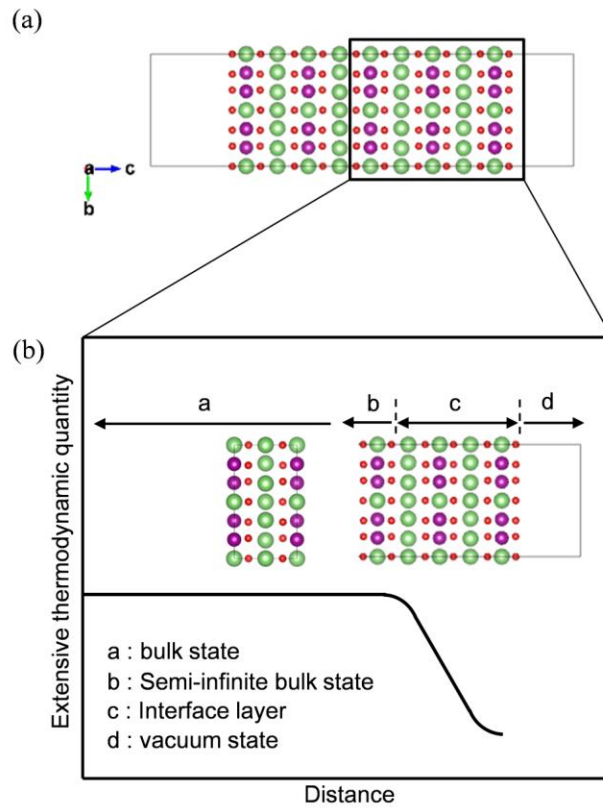 (a)
a c
b
(b)
a b c d
Extensive thermodynamic quantity
a : bulk state
b : Semi-infinite bulk state
c : Interface layer
d : vacuum state
Distance